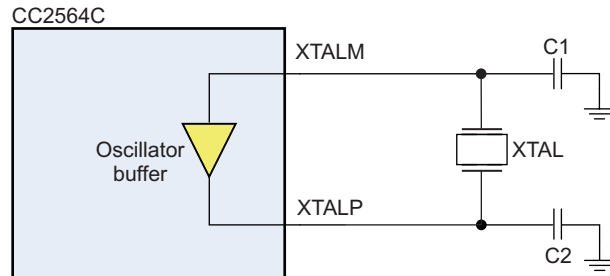 CC2564C
XTALM
C1
Oscillator
buffer
XTAL
XTALP
C2